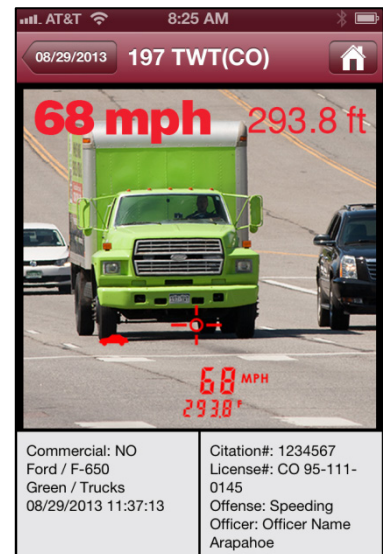 AT&T 8:25 AM
08/29/2013 197 TWT(CO)
68 mph 293.8 ft
68 MPH
293.8 F
Commercial: NO
Ford / F-650
Green / Trucks
08/29/2013 11:37:13
Citation#: 1234567
License#: CO 95-111-
0145
Offense: Speeding
Officer: Officer Name
Arapahoe